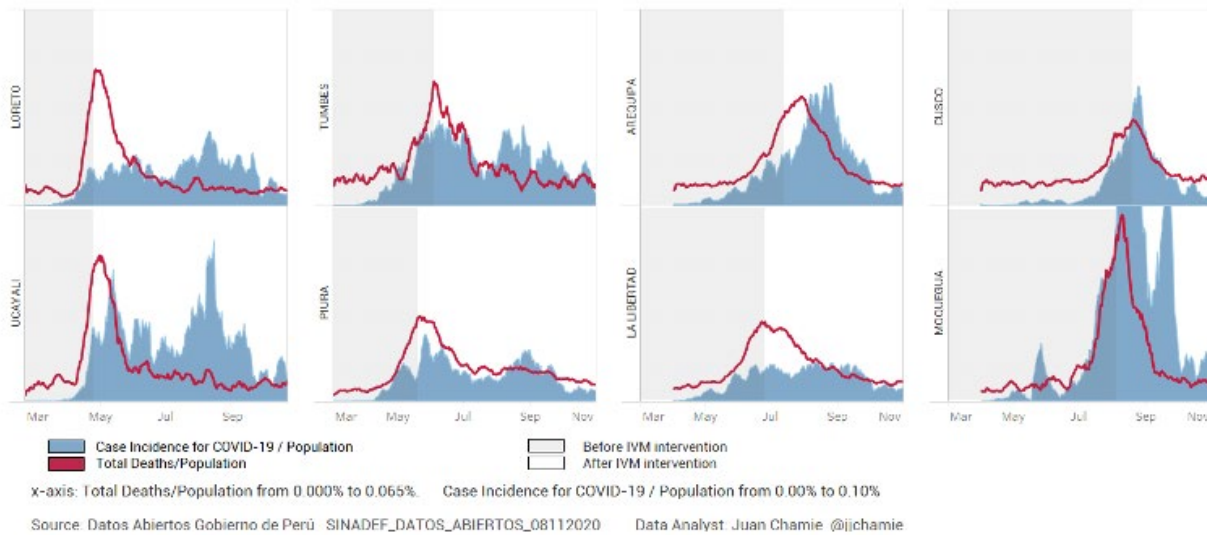 LORETO
TUMBES
AREQUIPA
CUSCO
UCAYALI
PIURA
LA LIBERTAD
MOQUEGUA
Mar May Jul Sep
Mar May Jul Sep Nov
Mar May Jul Sep Nov
Mar May Jul Sep Nov
Case Incidence for COVID-19 / Population
Total Deaths/Population
Before IVM intervention
After IVM intervention
x-axis: Total Deaths/Population from 0.000% to 0.065%. Case Incidence for COVID-19 / Population from 0.00% to 0.10%
Source: Datos Abiertos Gobierno de Perú SINADEF_DATOS_ABIERTOS_08112020 Data Analyst: Juan Chamie @jjchamie